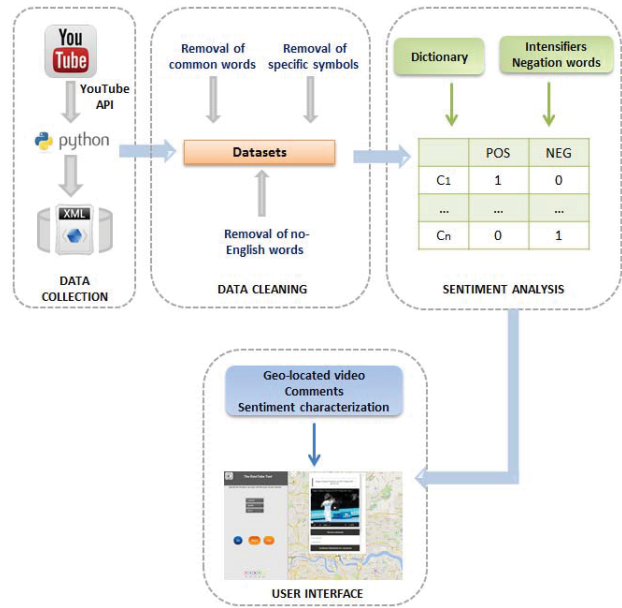 You
Tube
YouTube
API
python
XML
DATA
COLLECTION
Removal of
common words
Removal of
specific symbols
Datasets
Removal of no-
English words
DATA CLEANING
Dictionary
Intensifiers
Negation words
POS NEG
C1 1 0
... ... ...
Cn 0 1
SENTIMENT ANALYSIS
Geo-located video
Comments
Sentiment characterization
USER INTERFACE